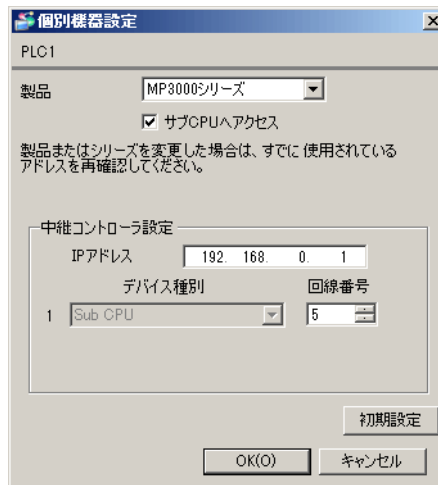 個別機器設定
PLC1
製品 MP3000シリーズ
サブCPUへアクセス
製品またはシリーズを変更した場合は、すでに使用されている
アドレスを再確認してください。
中継コントローラ設定
IPアドレス 192. 168. 0. 1
デバイス種別 回線番号
1 Sub CPU 5
初期設定
OK(O) キャンセル